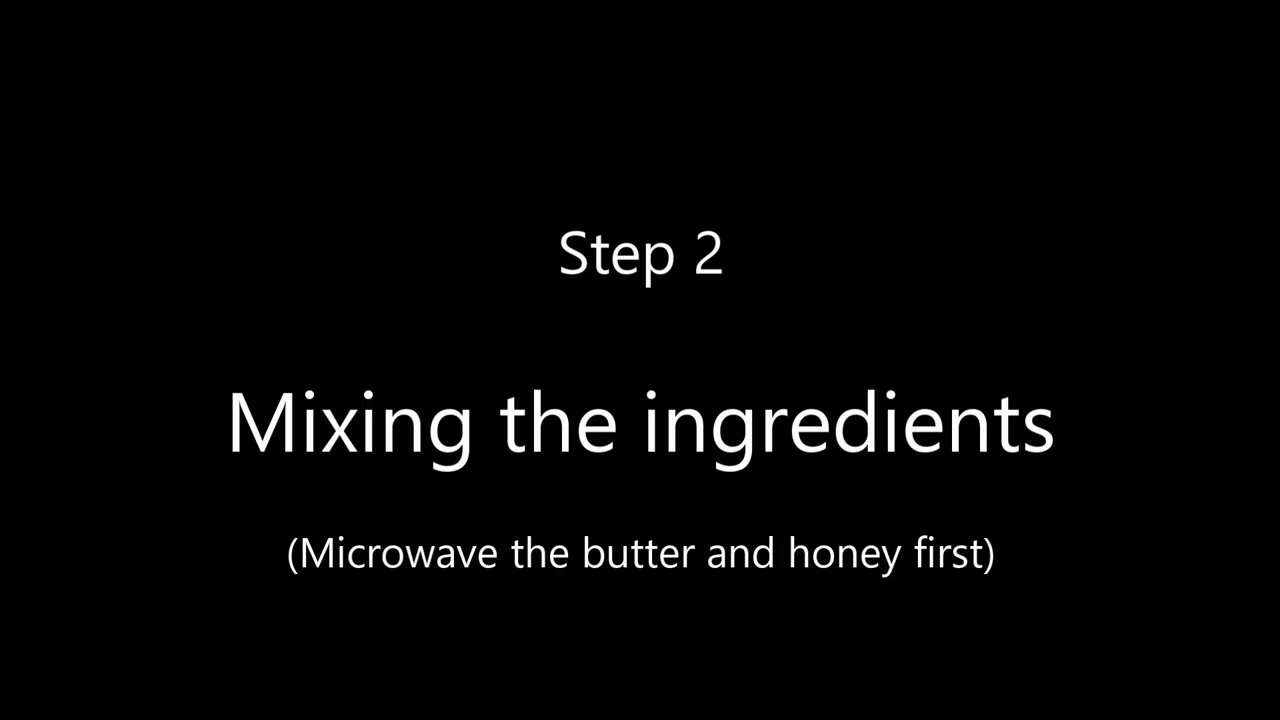 Step 2
Mixing the ingredients
(Microwave the butter and honey first)